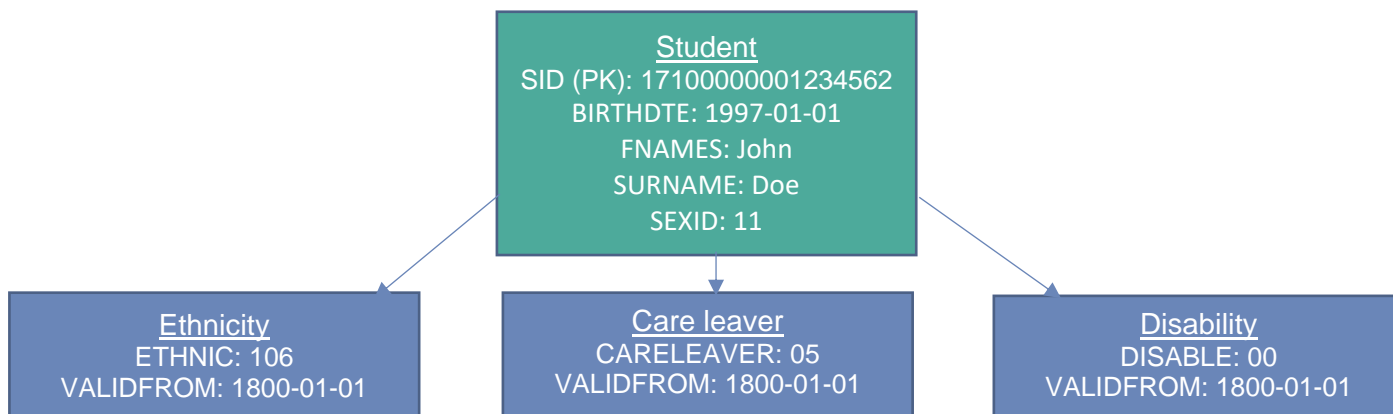 Student
SID (PK): 17100000001234562
BIRTHDTE: 1997-01-01
FNAMES: John
SURNAME: Doe
SEXID: 11
Ethnicity
ETHNIC: 106
VALIDFROM: 1800-01-01
Care leaver
CARELEAVER: 05
VALIDFROM: 1800-01-01
Disability
DISABLE: 00
VALIDFROM: 1800-01-01